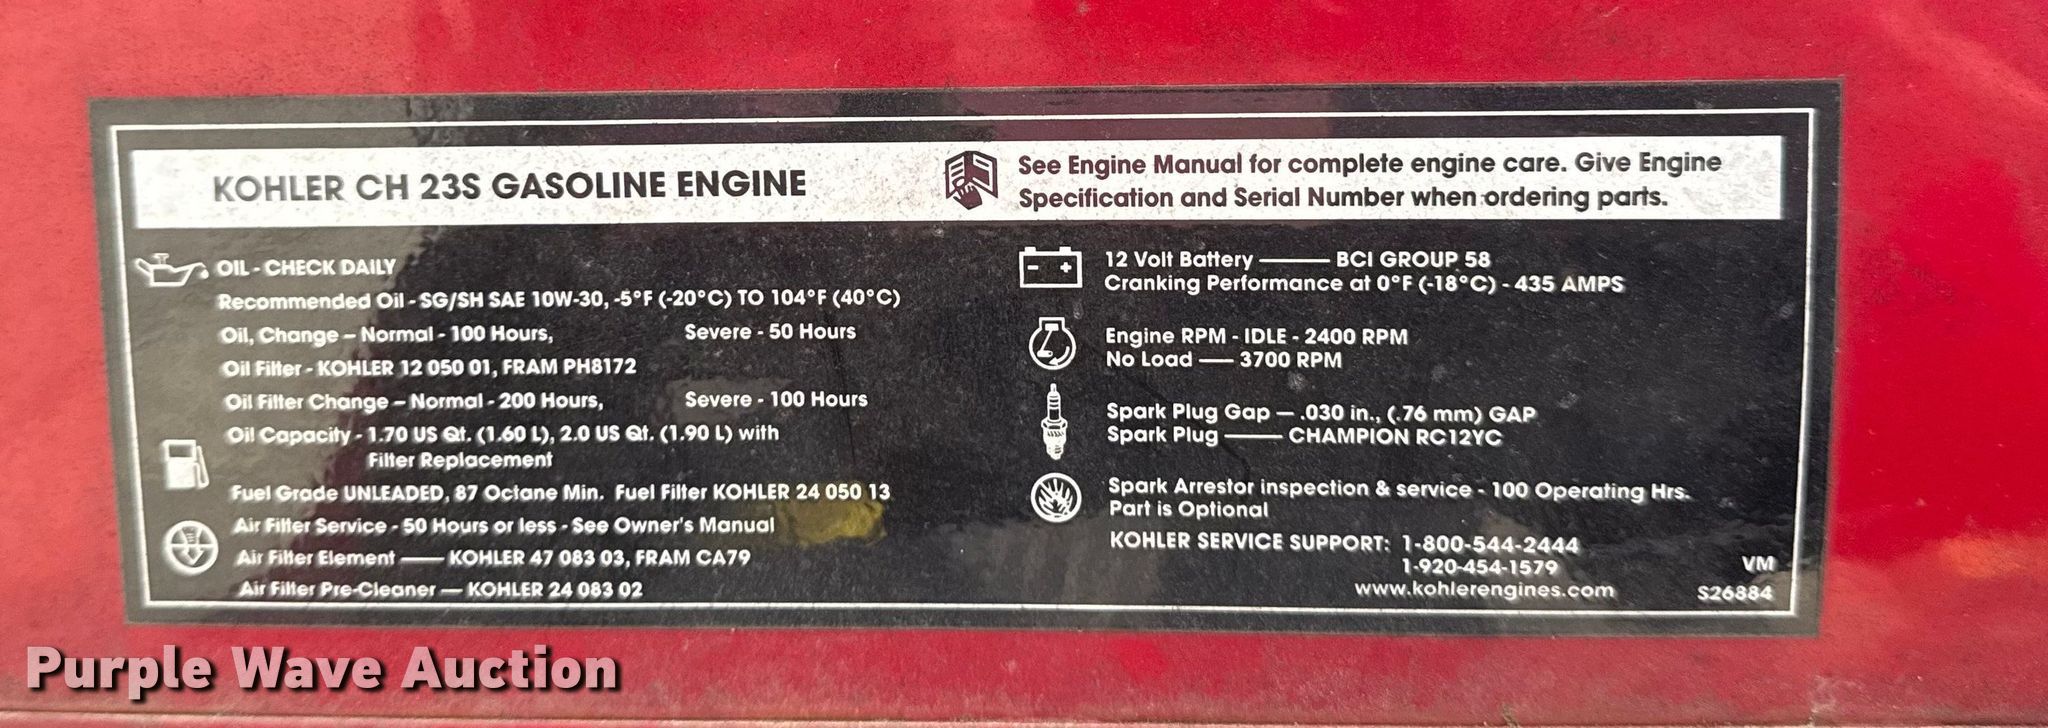 KOHLER CH 23S GASOLINE ENGINE
See Engine Manual for complete engine care. Give Engine
Specification and Serial Number when ordering parts.
OIL - CHECK DAILY
Recommended Oil - SG/SH SAE 10W-30, -5°F (-20°C) TO 104°F (40°C)
Oil, Change – Normal - 100 Hours, Severe - 50 Hours
Oil Filter - KOHLER 12 050 01, FRAM PH8172
Oil Filter Change – Normal - 200 Hours, Severe - 100 Hours
Oil Capacity - 1.70 US Qt. (1.60 L), 2.0 US Qt. (1.90 L) with
Filter Replacement
Fuel Grade UNLEADED, 87 Octane Min. Fuel Filter KOHLER 24 050 13
Air Filter Service - 50 Hours or less - See Owner's Manual
Air Filter Element —— KOHLER 47 083 03, FRAM CA79
Air Filter Pre-Cleaner — KOHLER 24 083 02
12 Volt Battery ——— BCI GROUP 58
Cranking Performance at 0°F (-18°C) - 435 AMPS
Engine RPM - IDLE - 2400 RPM
No Load —— 3700 RPM
Spark Plug Gap — .030 in., (.76 mm) GAP
Spark Plug ——— CHAMPION RC12YC
Spark Arrestor inspection & service - 100 Operating Hrs.
Part is Optional
KOHLER SERVICE SUPPORT: 1-800-544-2444
1-920-454-1579
www.kohlerengines.com
VM
S26884
Purple Wave Auction